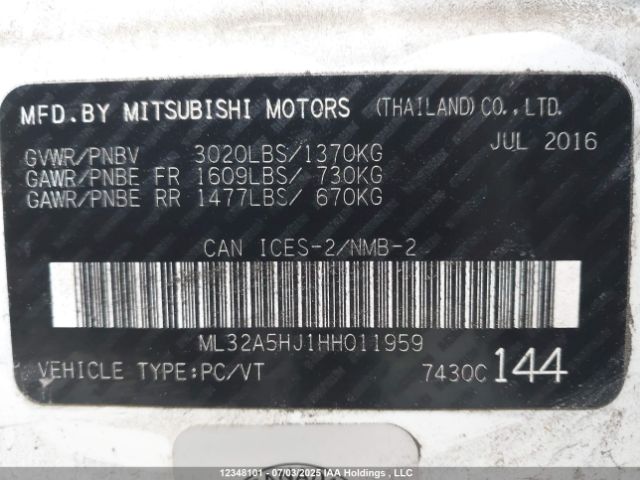 MFD.BY MITSUBISHI MOTORS (THAILAND)CO.,LTD.
JUL 2016
GVWR/PNBV 3020LBS/1370KG
GAWR/PNBE FR 1609LBS/ 730KG
GAWR/PNBE RR 1477LBS/ 670KG
CAN ICES-2/NMB-2
ML32A5HJ1HH011959
VEHICLE TYPE:PC/VT 7430C 144
12348101 - 07/03/2025 IAA Holdings , LLC